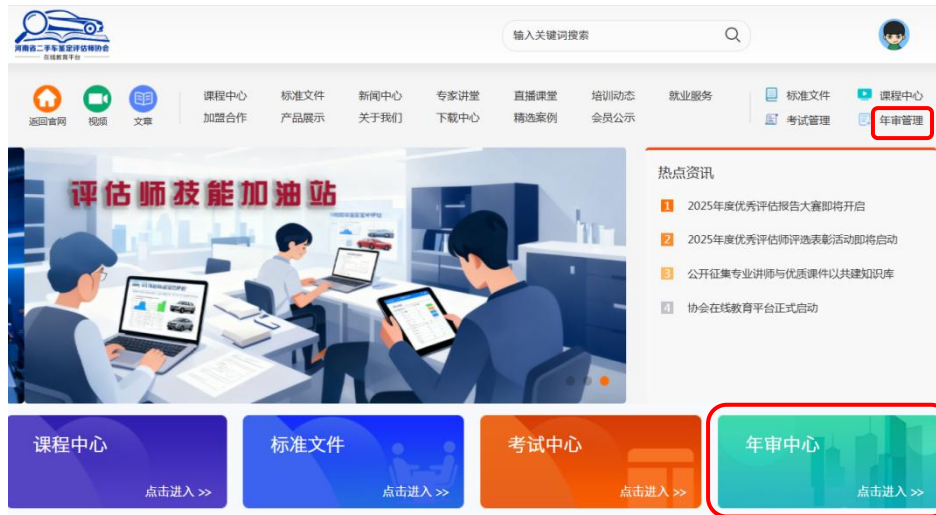 河南省二手车鉴定评估师协会
在线教育平台
输入关键词搜索
返回官网 视频 文章
课程中心 标准文件 新闻中心 专家讲堂 直播课堂 培训动态 就业服务
加盟合作 产品展示 关于我们 下载中心 精选案例 会员公示
标准文件 课程中心
考试管理 年审管理
评估师技能加油站
热点资讯
1 2025年度优秀评估报告大赛即将开启
2 2025年度优秀评估师评选表彰活动即将启动
3 公开征集专业讲师与优质课件以共建知识库
4 协会在线教育平台正式启动
课程中心
点击进入 >>
标准文件
点击进入 >>
考试中心
点击进入 >>
年审中心
点击进入 >>